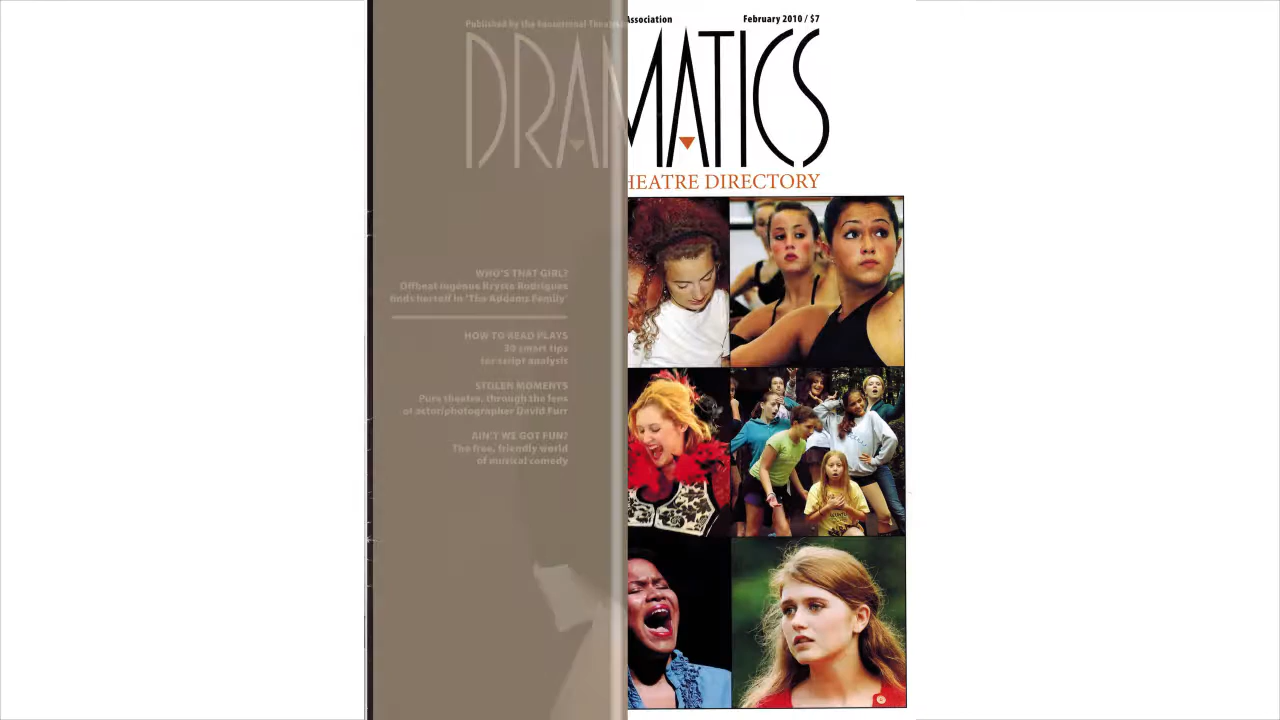 Published by the Educational Theatre Association
February 2010 / $7
DRAMATICS
HEATRE DIRECTORY
WHO'S THAT GIRL?
Offbeat ingenue Krysta Rodriguez
finds herself in 'The Addams Family'
HOW TO READ PLAYS
30 smart tips
for script analysis
STOLEN MOMENTS
Pure theater, through the lens
of actor/photographer David Furr
AIN'T WE GOT FUN?
The free, friendly world
of musical comedy